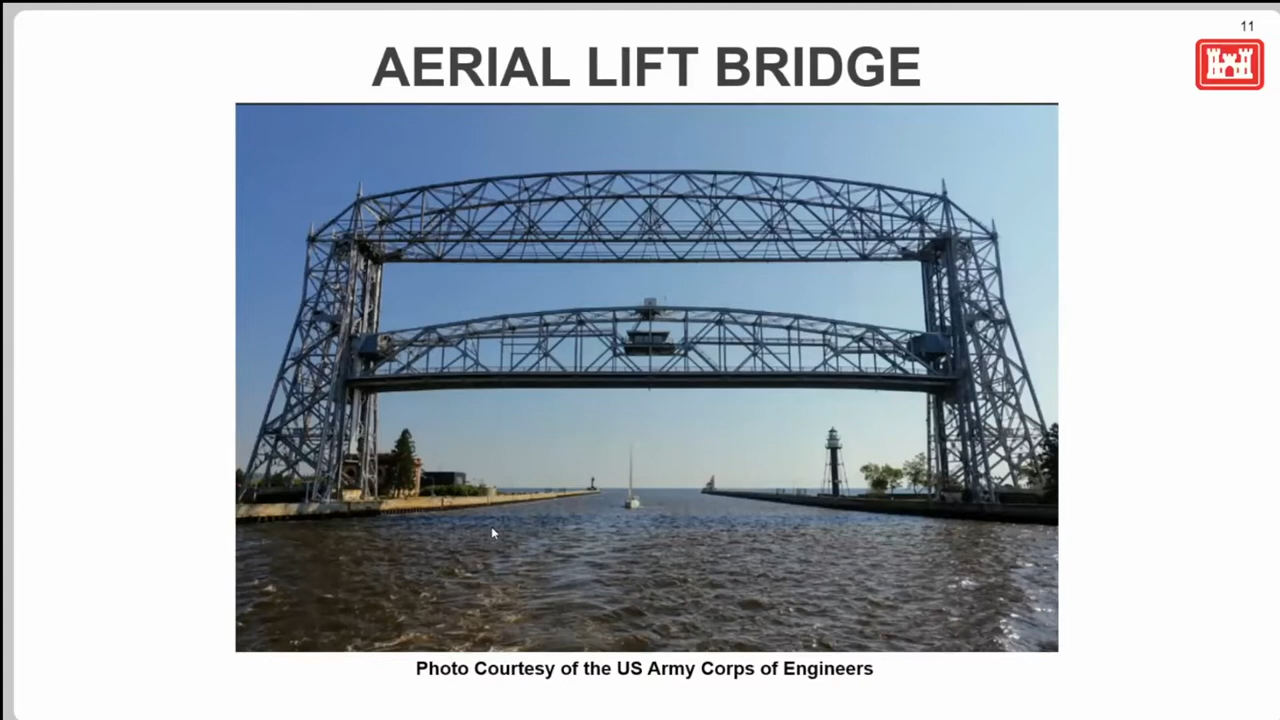 11
AERIAL LIFT BRIDGE
Photo Courtesy of the US Army Corps of Engineers